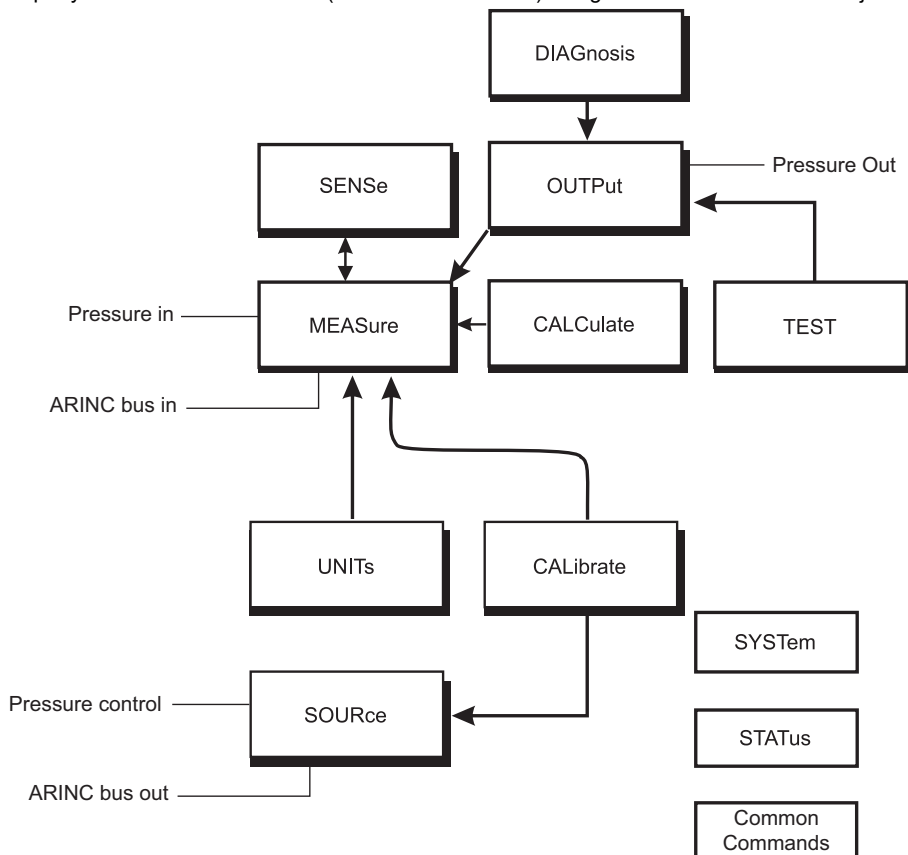 DIAGnosis
SENSe
OUTPut
Pressure Out
Pressure in
MEASure
CALCulate
TEST
ARINC bus in
UNITs
CALibrate
SYSTem
Pressure control
SOURce
STATus
ARINC bus out
Common
Commands